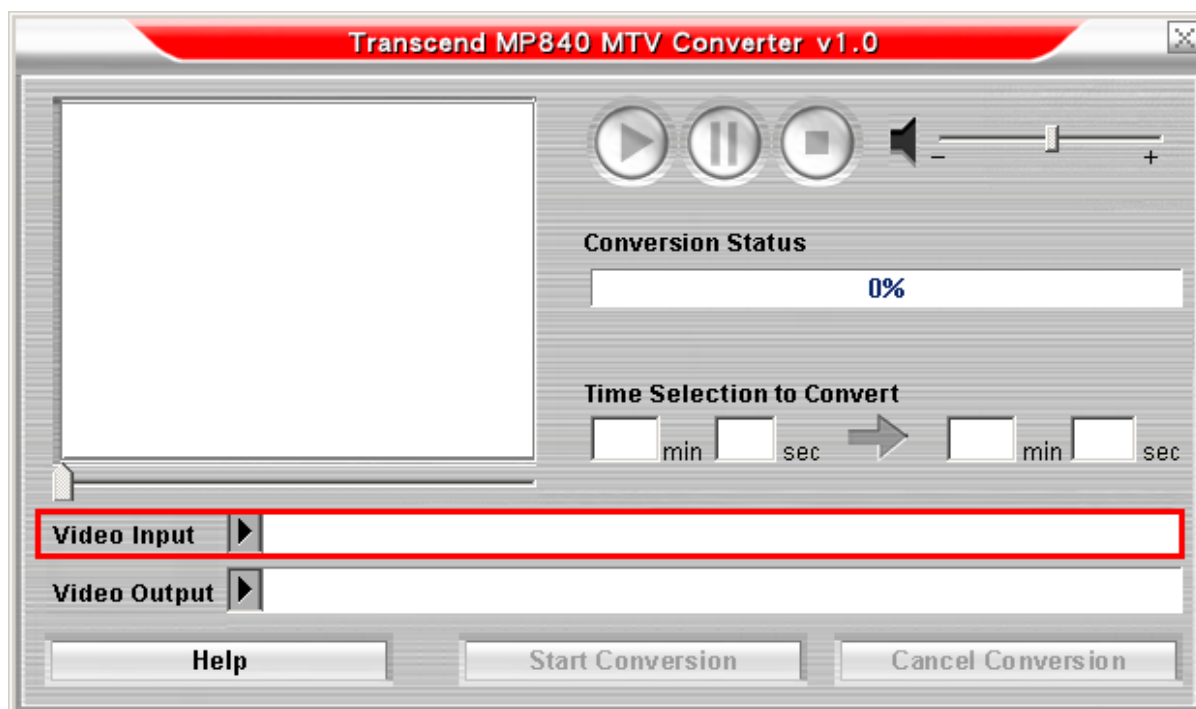 Transcend MP840 MTV Converter v1.0
- +
Conversion Status
0%
Time Selection to Convert
min sec min sec
Video Input
Video Output
Help Start Conversion Cancel Conversion